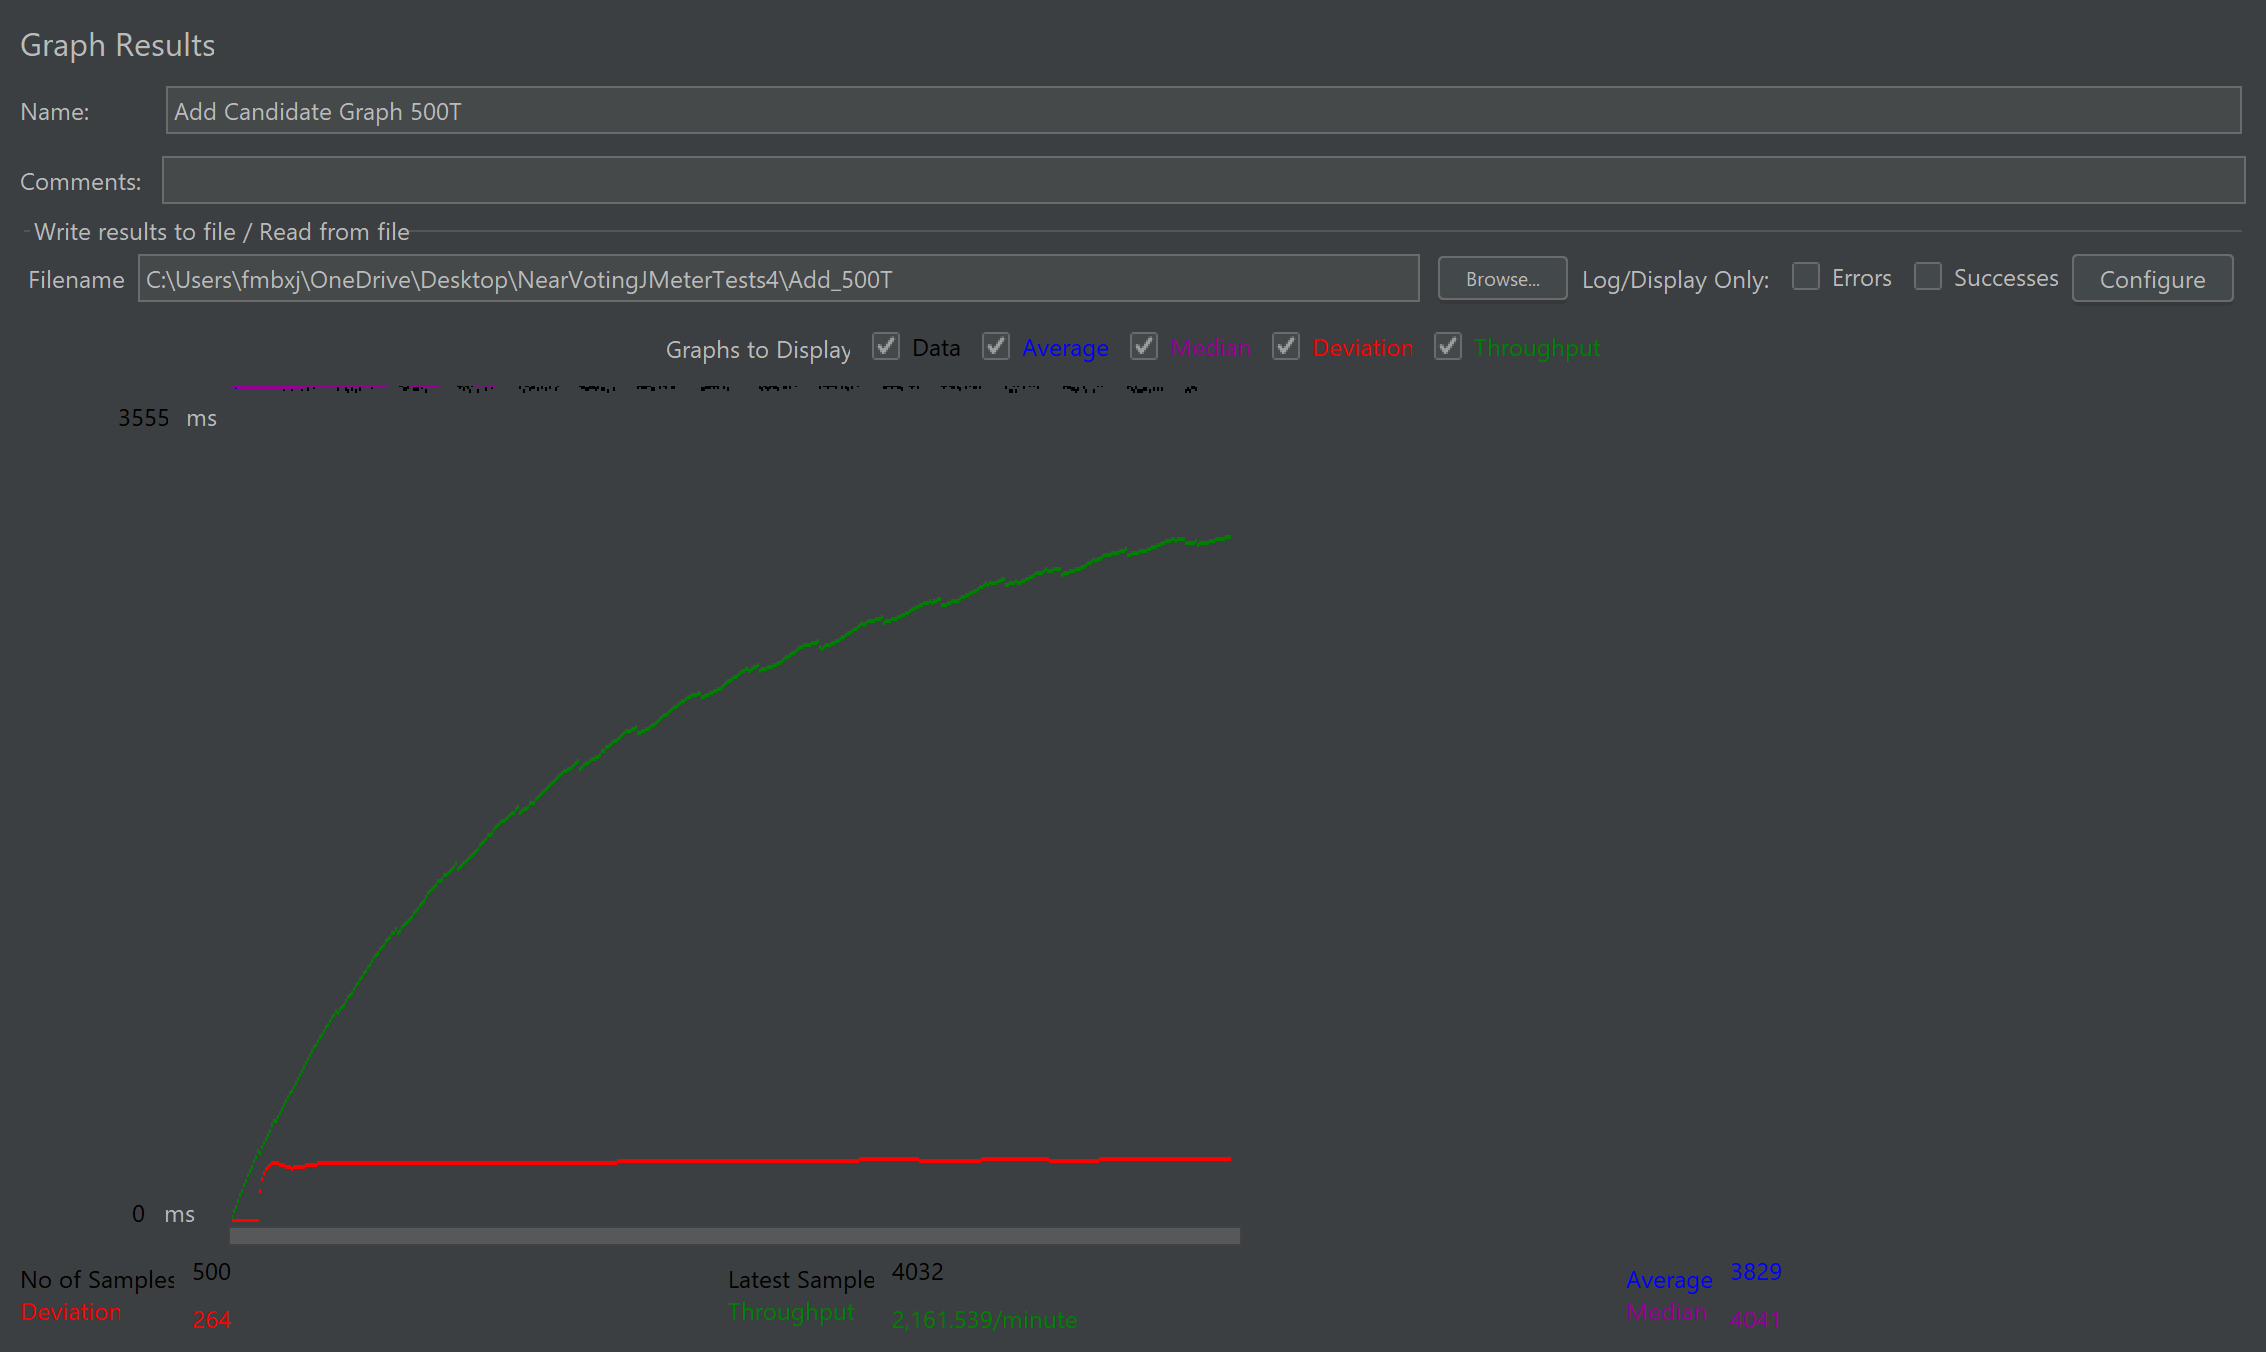 Graph Results
Name: Add Candidate Graph 500T
Comments:
Write results to file / Read from file
Filename C:\Users\fmbxj\OneDrive\Desktop\NearVotingJMeterTests4\Add_500T Browse... Log/Display Only: Errors Successes Configure
Graphs to Display Data Average Median Deviation Throughput
3555 ms
0 ms
No of Samples 500 Latest Sample 4032 Average 3829
Deviation 264 Throughput 2,161.539/minute Median 4041